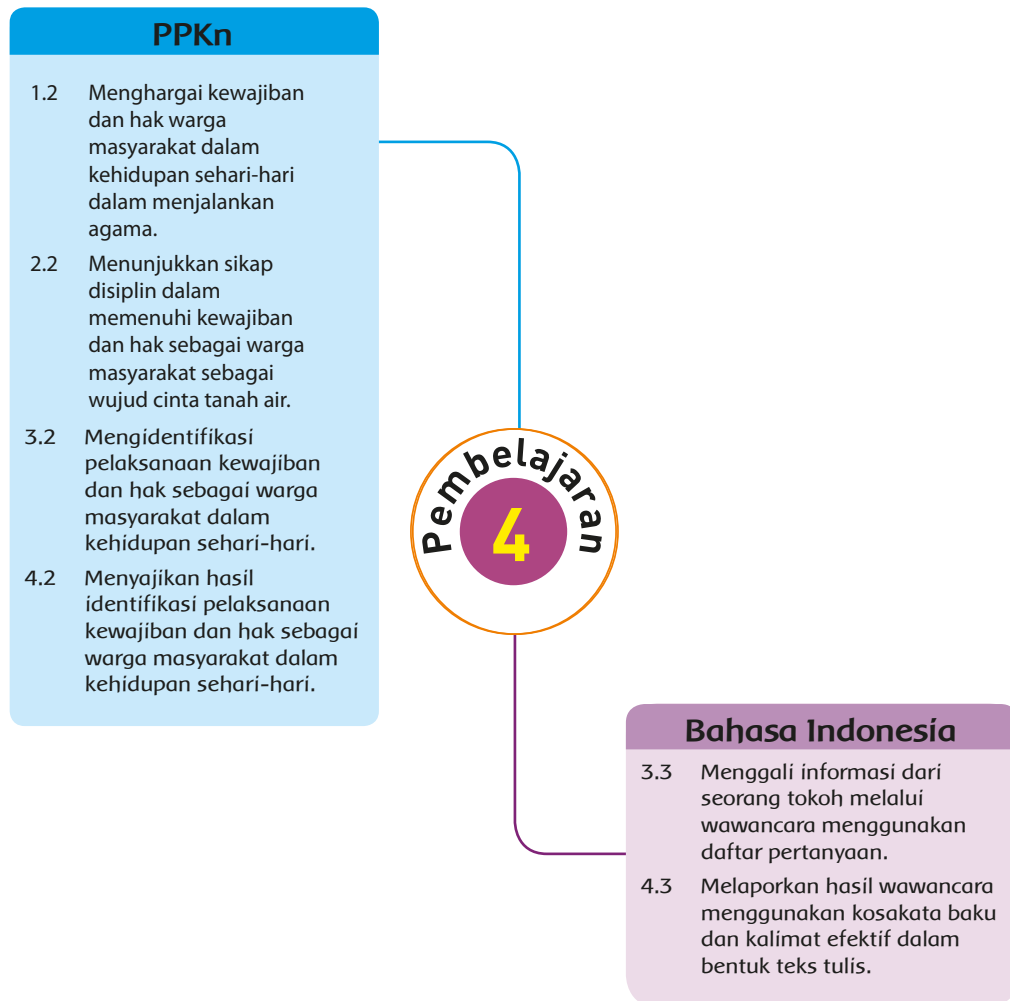 PPKn
1.2 Menghargai kewajiban
dan hak warga
masyarakat dalam
kehidupan sehari-hari
dalam menjalankan
agama.
2.2 Menunjukkan sikap
disiplin dalam
memenuhi kewajiban
dan hak sebagai warga
masyarakat sebagai
wujud cinta tanah air.
3.2 Mengidentifikasi
pelaksanaan kewajiban
dan hak sebagai warga
masyarakat dalam
kehidupan sehari-hari.
4.2 Menyajikan hasil
identifikasi pelaksanaan
kewajiban dan hak sebagai
warga masyarakat dalam
kehidupan sehari-hari.
Pembelajaran
4
Bahasa Indonesia
3.3 Menggali informasi dari
seorang tokoh melalui
wawancara menggunakan
daftar pertanyaan.
4.3 Melaporkan hasil wawancara
menggunakan kosakata baku
dan kalimat efektif dalam
bentuk teks tulis.